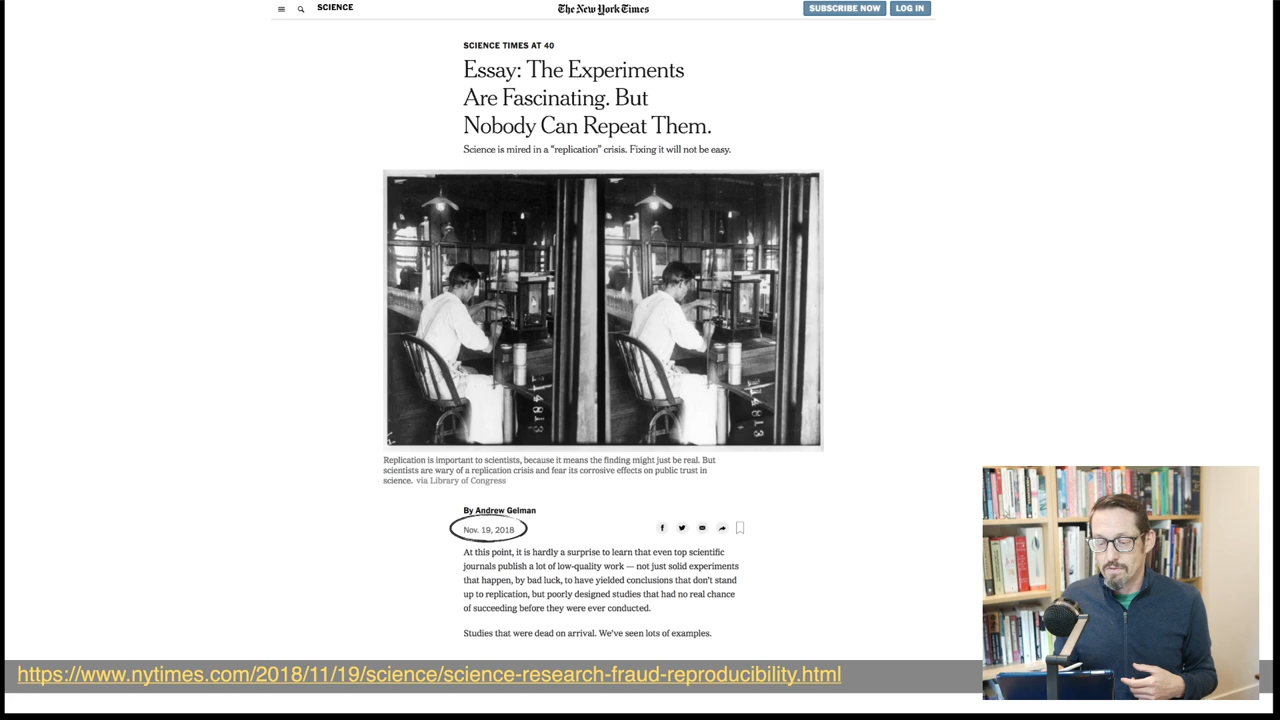 SCIENCE
The New York Times
SUBSCRIBE NOW
LOG IN
SCIENCE TIMES AT 40
Essay: The Experiments
Are Fascinating. But
Nobody Can Repeat Them.
Science is mired in a “replication” crisis. Fixing it will not be easy.
Replication is important to scientists, because it means the finding might just be real. But
scientists are wary of a replication crisis and fear its corrosive effects on public trust in
science. via Library of Congress
By Andrew Gelman
Nov. 19, 2018
At this point, it is hardly a surprise to learn that even top scientific
journals publish a lot of low-quality work — not just solid experiments
that happen, by bad luck, to have yielded conclusions that don’t stand
up to replication, but poorly designed studies that had no real chance
of succeeding before they were ever conducted.
Studies that were dead on arrival. We’ve seen lots of examples.
https://www.nytimes.com/2018/11/19/science/science-research-fraud-reproducibility.html